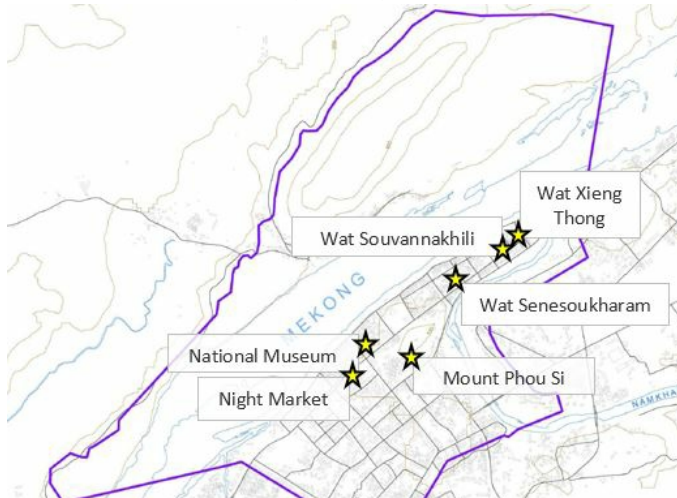 Wat Xieng
Thong
Wat Souvannakhili
MEKONG
Wat Senesoukharam
National Museum
Mount Phou Si
Night Market
NAMKHA